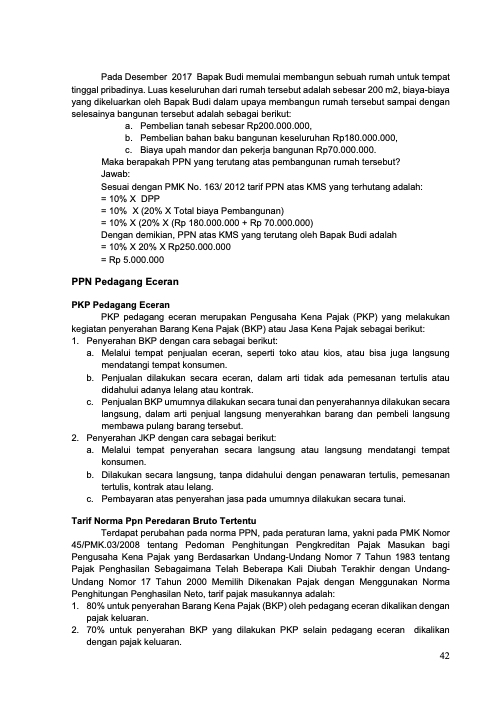 Pada Desember 2017 Bapak Budi memulai membangun sebuah rumah untuk tempat
tinggal pribadinya. Luas keseluruhan dari rumah tersebut adalah sebesar 200 m2, biaya-biaya
yang dikeluarkan oleh Bapak Budi dalam upaya membangun rumah tersebut sampai dengan
selesainya bangunan tersebut adalah sebagai berikut:
a. Pembelian tanah sebesar Rp200.000.000,
b. Pembelian bahan baku bangunan keseluruhan Rp180.000.000,
c. Biaya upah mandor dan pekerja bangunan Rp70.000.000.
Maka berapakah PPN yang terutang atas pembangunan rumah tersebut?
Jawab:
Sesuai dengan PMK No. 163/ 2012 tarif PPN atas KMS yang terhutang adalah:
= 10% X DPP
= 10% X (20% X Total biaya Pembangunan)
= 10% X (20% X (Rp 180.000.000 + Rp 70.000.000)
Dengan demikian, PPN atas KMS yang terutang oleh Bapak Budi adalah
= 10% X 20% X Rp250.000.000
= Rp 5.000.000
PPN Pedagang Eceran
PKP Pedagang Eceran
PKP pedagang eceran merupakan Pengusaha Kena Pajak (PKP) yang melakukan
kegiatan penyerahan Barang Kena Pajak (BKP) atau Jasa Kena Pajak sebagai berikut:
1. Penyerahan BKP dengan cara sebagai berikut:
a. Melalui tempat penjualan eceran, seperti toko atau kios, atau bisa juga langsung
mendatangi tempat konsumen.
b. Penjualan dilakukan secara eceran, dalam arti tidak ada pemesanan tertulis atau
didahului adanya lelang atau kontrak.
c. Penjualan BKP umumnya dilakukan secara tunai dan penyerahannya dilakukan secara
langsung, dalam arti penjual langsung menyerahkan barang dan pembeli langsung
membawa pulang barang tersebut.
2. Penyerahan JKP dengan cara sebagai berikut:
a. Melalui tempat penyerahan secara langsung atau langsung mendatangi tempat
konsumen.
b. Dilakukan secara langsung, tanpa didahului dengan penawaran tertulis, pemesanan
tertulis, kontrak atau lelang.
c. Pembayaran atas penyerahan jasa pada umumnya dilakukan secara tunai.
Tarif Norma Ppn Peredaran Bruto Tertentu
Terdapat perubahan pada norma PPN, pada peraturan lama, yakni pada PMK Nomor
45/PMK.03/2008 tentang Pedoman Penghitungan Pengkreditan Pajak Masukan bagi
Pengusaha Kena Pajak yang Berdasarkan Undang-Undang Nomor 7 Tahun 1983 tentang
Pajak Penghasilan Sebagaimana Telah Beberapa Kali Diubah Terakhir dengan Undang-
Undang Nomor 17 Tahun 2000 Memilih Dikenakan Pajak dengan Menggunakan Norma
Penghitungan Penghasilan Neto, tarif pajak masukannya adalah:
1. 80% untuk penyerahan Barang Kena Pajak (BKP) oleh pedagang eceran dikalikan dengan
pajak keluaran.
2. 70% untuk penyerahan BKP yang dilakukan PKP selain pedagang eceran dikalikan
dengan pajak keluaran.
42